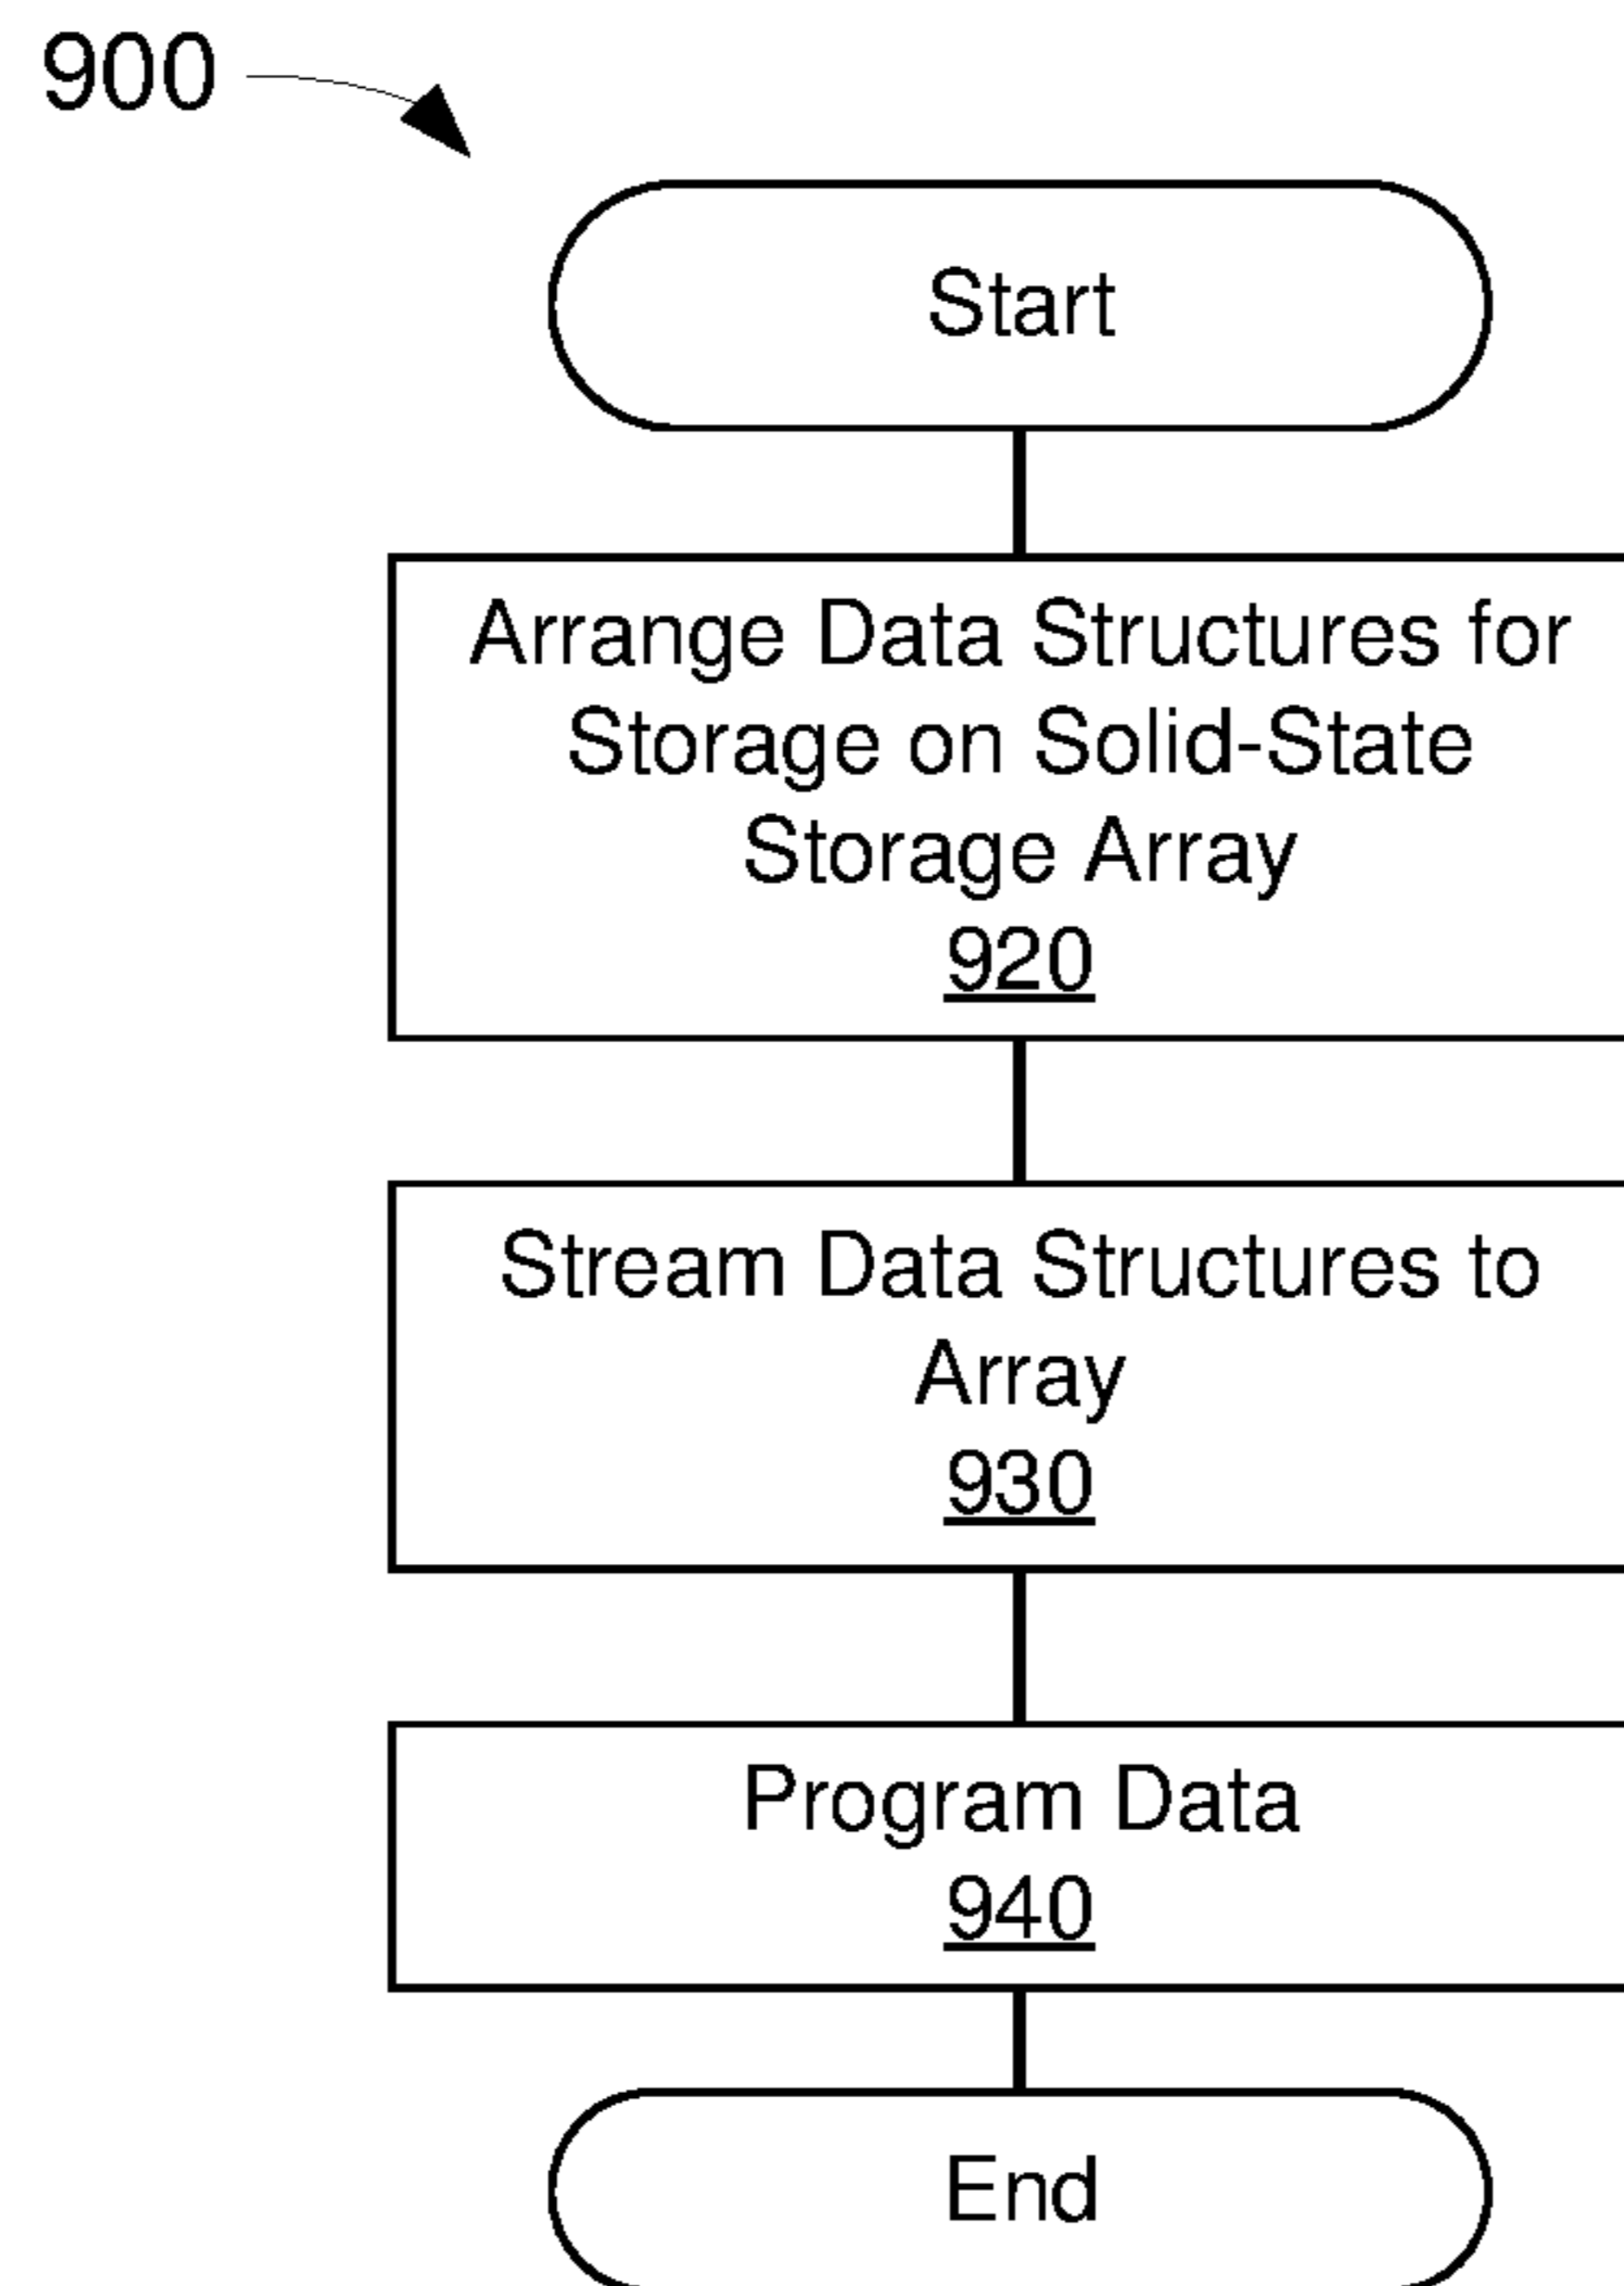 900
Start
Arrange Data Structures for
Storage on Solid-State
Storage Array
920
Stream Data Structures to
Array
930
Program Data
940
End